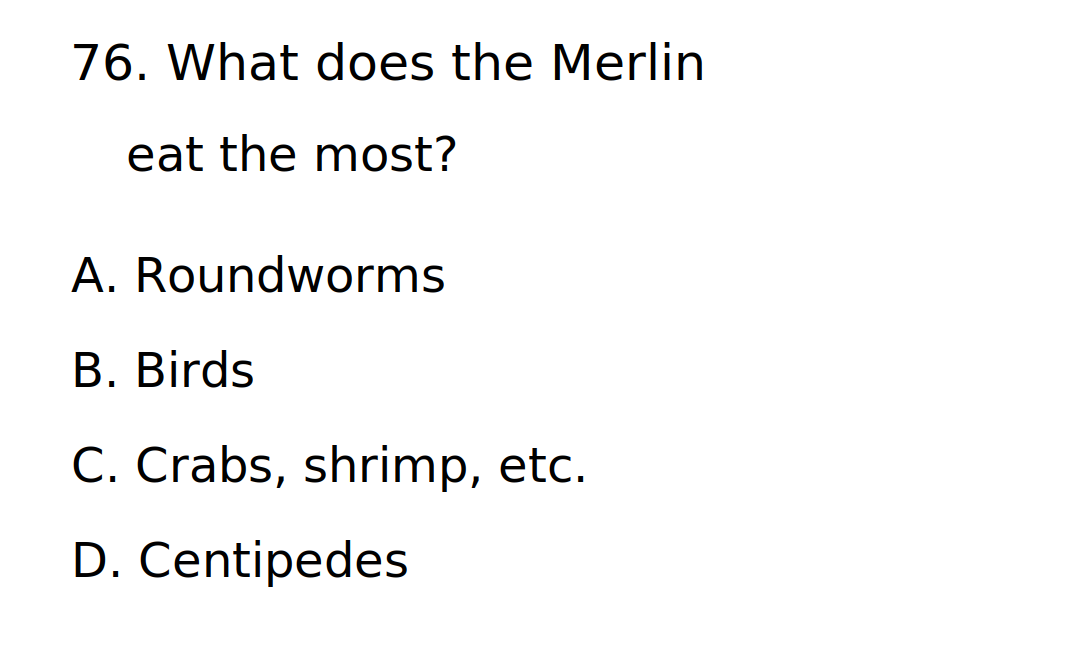 76. What does the Merlin
eat the most?
A. Roundworms
B. Birds
C. Crabs, shrimp, etc.
D. Centipedes